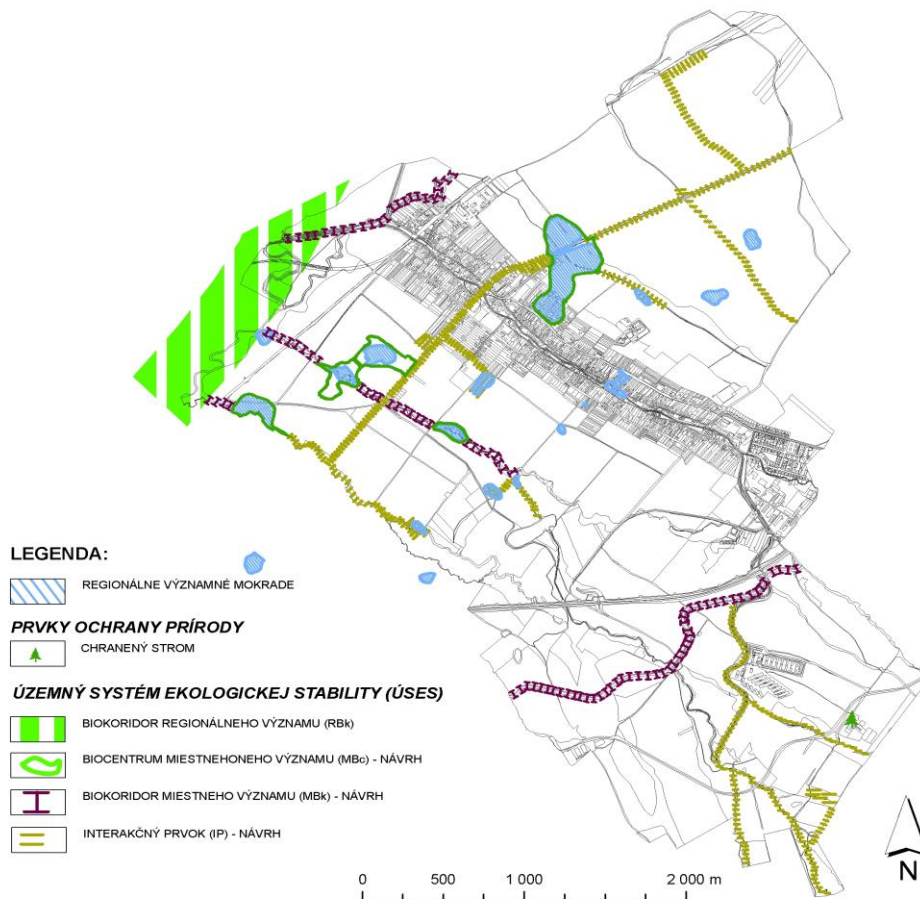 LEGENDA:
REGIONÁLNE VÝZNAMNÉ MOKRADE
PRVKY OCHRANY PRÍRODY
CHRANENÝ STROM
ÚZEMNÝ SYSTÉM EKOLOGICKEJ STABILITY (ÚSES)
BIOKORIDOR REGIONÁLNEHO VÝZNAMU (RBk)
BIOCENTRUM MIESTNEHONEHO VÝZNAMU (MBc) - NÁVRH
BIOKORIDOR MIESTNEHO VÝZNAMU (MBk) - NÁVRH
INTERAKČNÝ PRVOK (IP) - NÁVRH
0 500 1 000 2 000 m
N